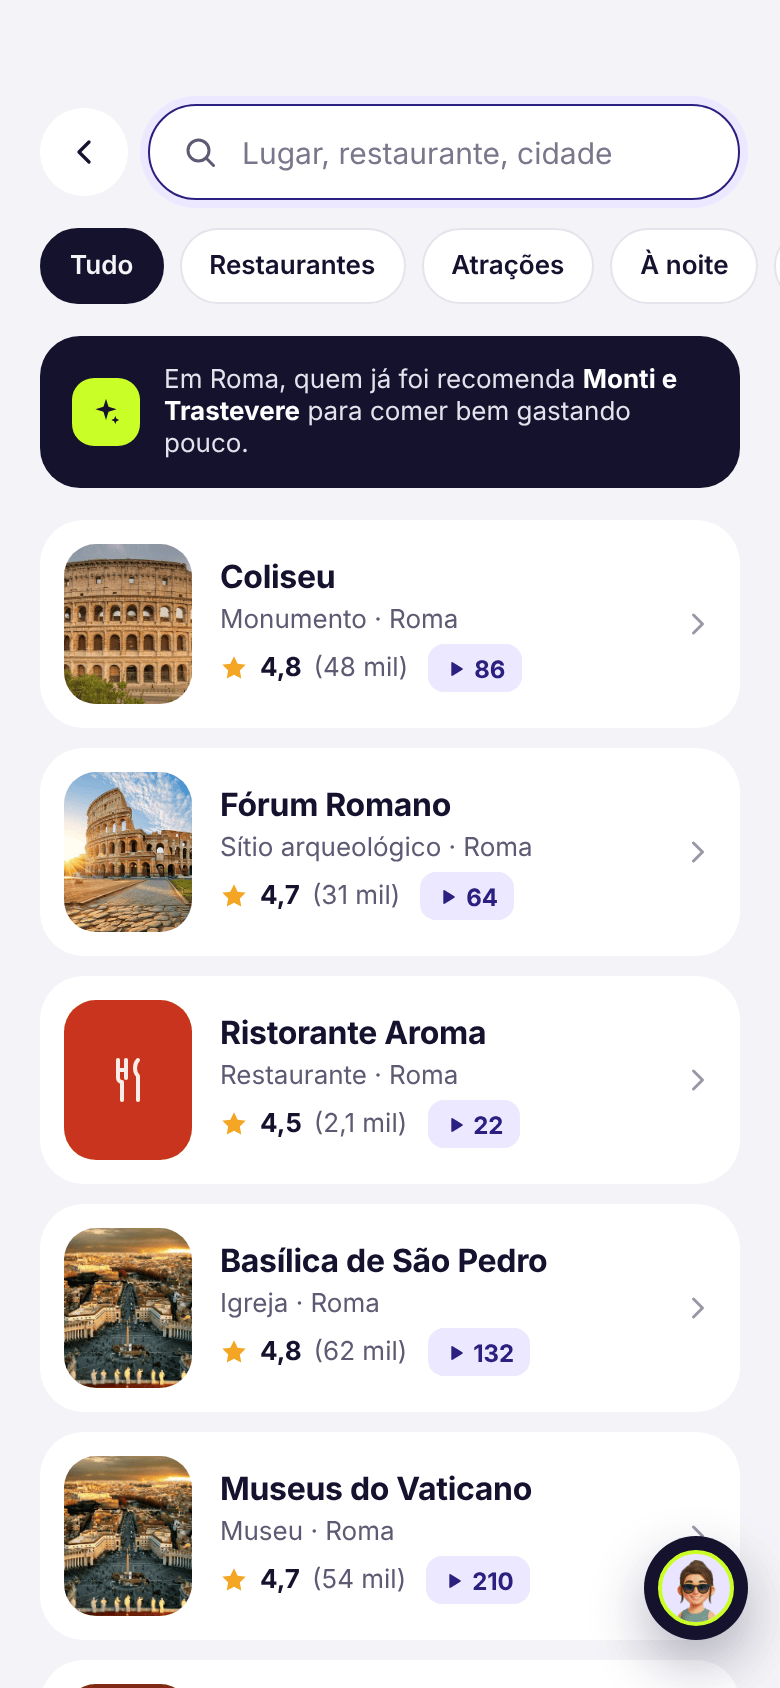 Lugar, restaurante, cidade
Tudo
Restaurantes
Atrações
À noite
Em Roma, quem já foi recomenda Monti e
Trastevere para comer bem gastando
pouco.
Coliseu
Monumento · Roma
4,8 (48 mil) 86
Fórum Romano
Sítio arqueológico · Roma
4,7 (31 mil) 64
Ristorante Aroma
Restaurante · Roma
4,5 (2,1 mil) 22
Basílica de São Pedro
Igreja · Roma
4,8 (62 mil) 132
Museus do Vaticano
Museu · Roma
4,7 (54 mil) 210